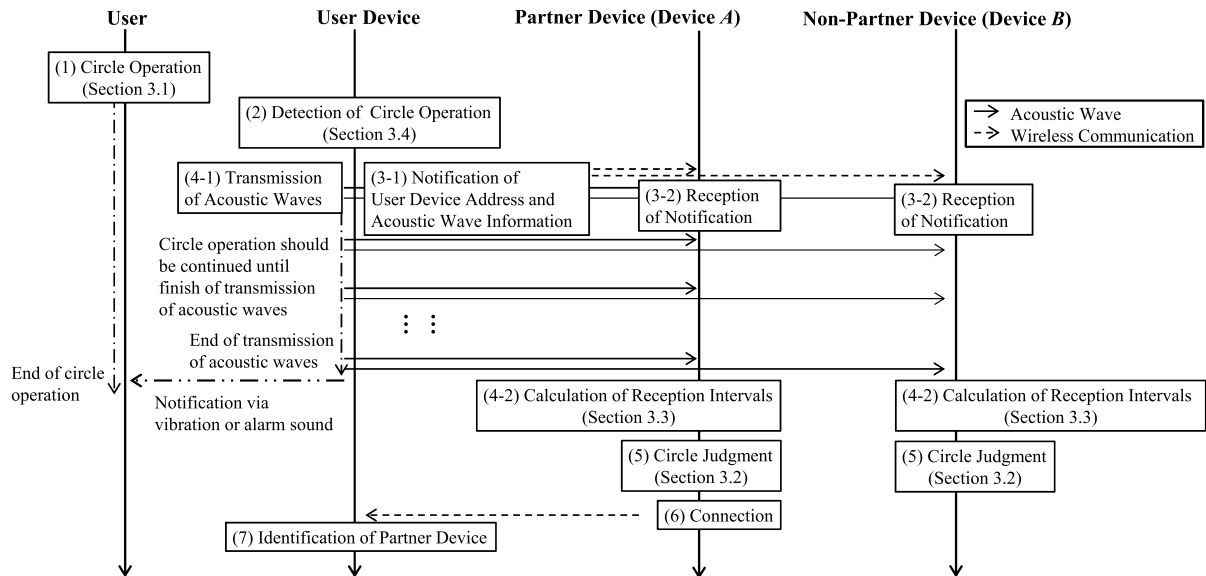 User
User Device
Partner Device (Device A)
Non-Partner Device (Device B)
(1) Circle Operation
(Section 3.1)
(2) Detection of Circle Operation
(Section 3.4)
Acoustic Wave
Wireless Communication
(4-1) Transmission
of Acoustic Waves
(3-1) Notification of
User Device Address and
Acoustic Wave Information
(3-2) Reception
of Notification
(3-2) Reception
of Notification
Circle operation should
be continued until
finish of transmission
of acoustic waves
End of transmission
of acoustic waves
End of circle
operation
Notification via
vibration or alarm sound
(4-2) Calculation of Reception Intervals
(Section 3.3)
(4-2) Calculation of Reception Intervals
(Section 3.3)
(5) Circle Judgment
(Section 3.2)
(5) Circle Judgment
(Section 3.2)
(6) Connection
(7) Identification of Partner Device